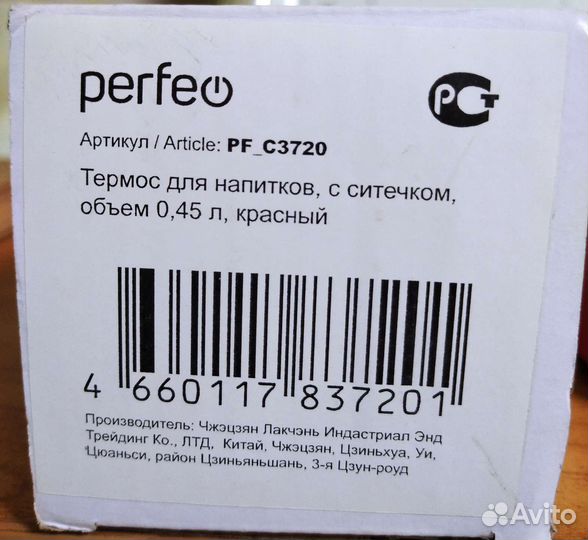 perfeo
РСТ
Артикул / Article: PF_C3720
Термос для напитков, с ситечком,
объем 0,45 л, красный
4 660117 837201
Производитель: Чжэцзян Лакчэнь Индастриал Энд
Трейдинг Ко., ЛТД, Китай, Чжэцзян, Цзиньхуа, Уи,
Цюаньси, район Цзиньяньшань, 3-я Цзун-роуд
Avito